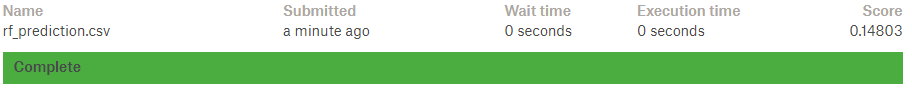 Name Submitted Wait time Execution time Score
rf_prediction.csv a minute ago 0 seconds 0 seconds 0.14803
Complete